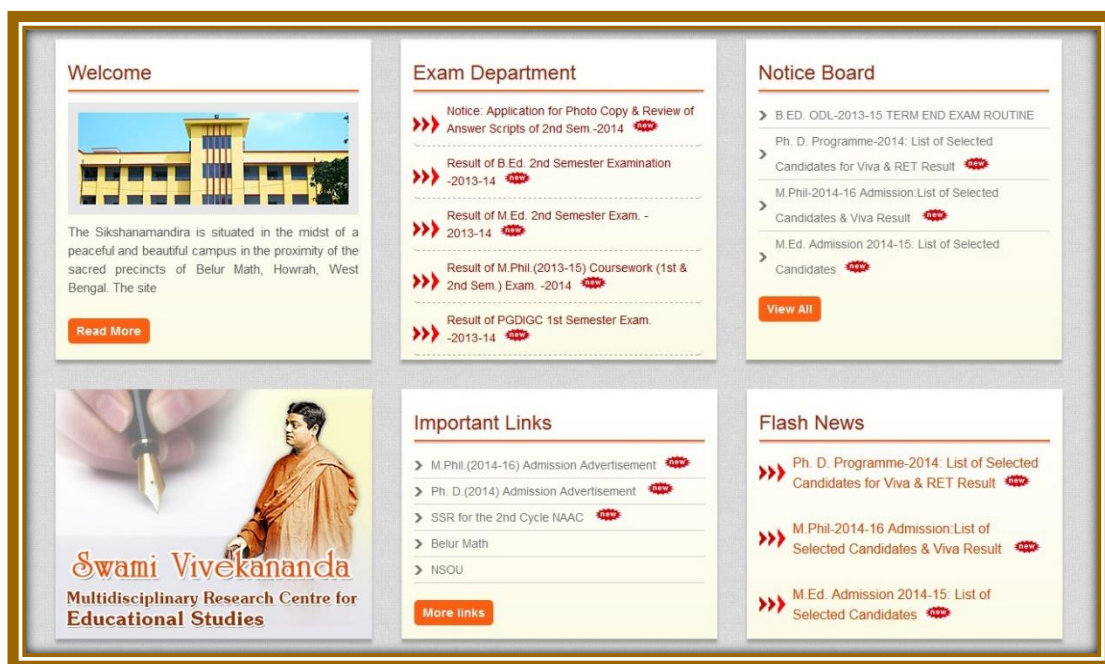 Welcome
The Sikshanamandira is situated in the midst of a
peaceful and beautiful campus in the proximity of the
sacred precincts of Belur Math, Howrah, West
Bengal. The site
Read More
Exam Department
Notice: Application for Photo Copy & Review of
Answer Scripts of 2nd Sem.-2014 new
Result of B.Ed. 2nd Semester Examination
-2013-14 new
Result of M.Ed. 2nd Semester Exam. -
2013-14 new
Result of M.Phil.(2013-15) Coursework (1st &
2nd Sem.) Exam. -2014 new
Result of PGDIGC 1st Semester Exam.
-2013-14 new
Notice Board
B.ED. ODL-2013-15 TERM END EXAM ROUTINE
Ph. D. Programme-2014: List of Selected
Candidates for Viva & RET Result new
M.Phil-2014-16 Admission:List of Selected
Candidates & Viva Result new
M.Ed. Admission 2014-15: List of Selected
Candidates new
View All
Swami Vivekananda
Multidisciplinary Research Centre for
Educational Studies
Important Links
M.Phil.(2014-16) Admission Advertisement new
Ph. D.(2014) Admission Advertisement new
SSR for the 2nd Cycle NAAC new
Belur Math
NSOU
More links
Flash News
Ph. D. Programme-2014: List of Selected
Candidates for Viva & RET Result new
M.Phil-2014-16 Admission:List of
Selected Candidates & Viva Result new
M.Ed. Admission 2014-15: List of
Selected Candidates new